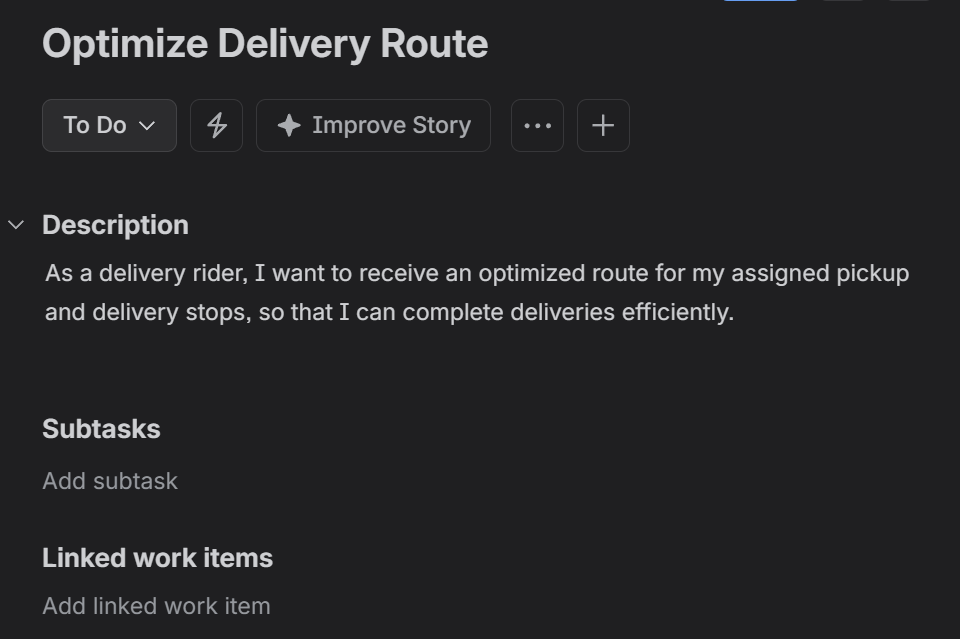 Optimize Delivery Route
To Do
Improve Story
Description
As a delivery rider, I want to receive an optimized route for my assigned pickup
and delivery stops, so that I can complete deliveries efficiently.
Subtasks
Add subtask
Linked work items
Add linked work item